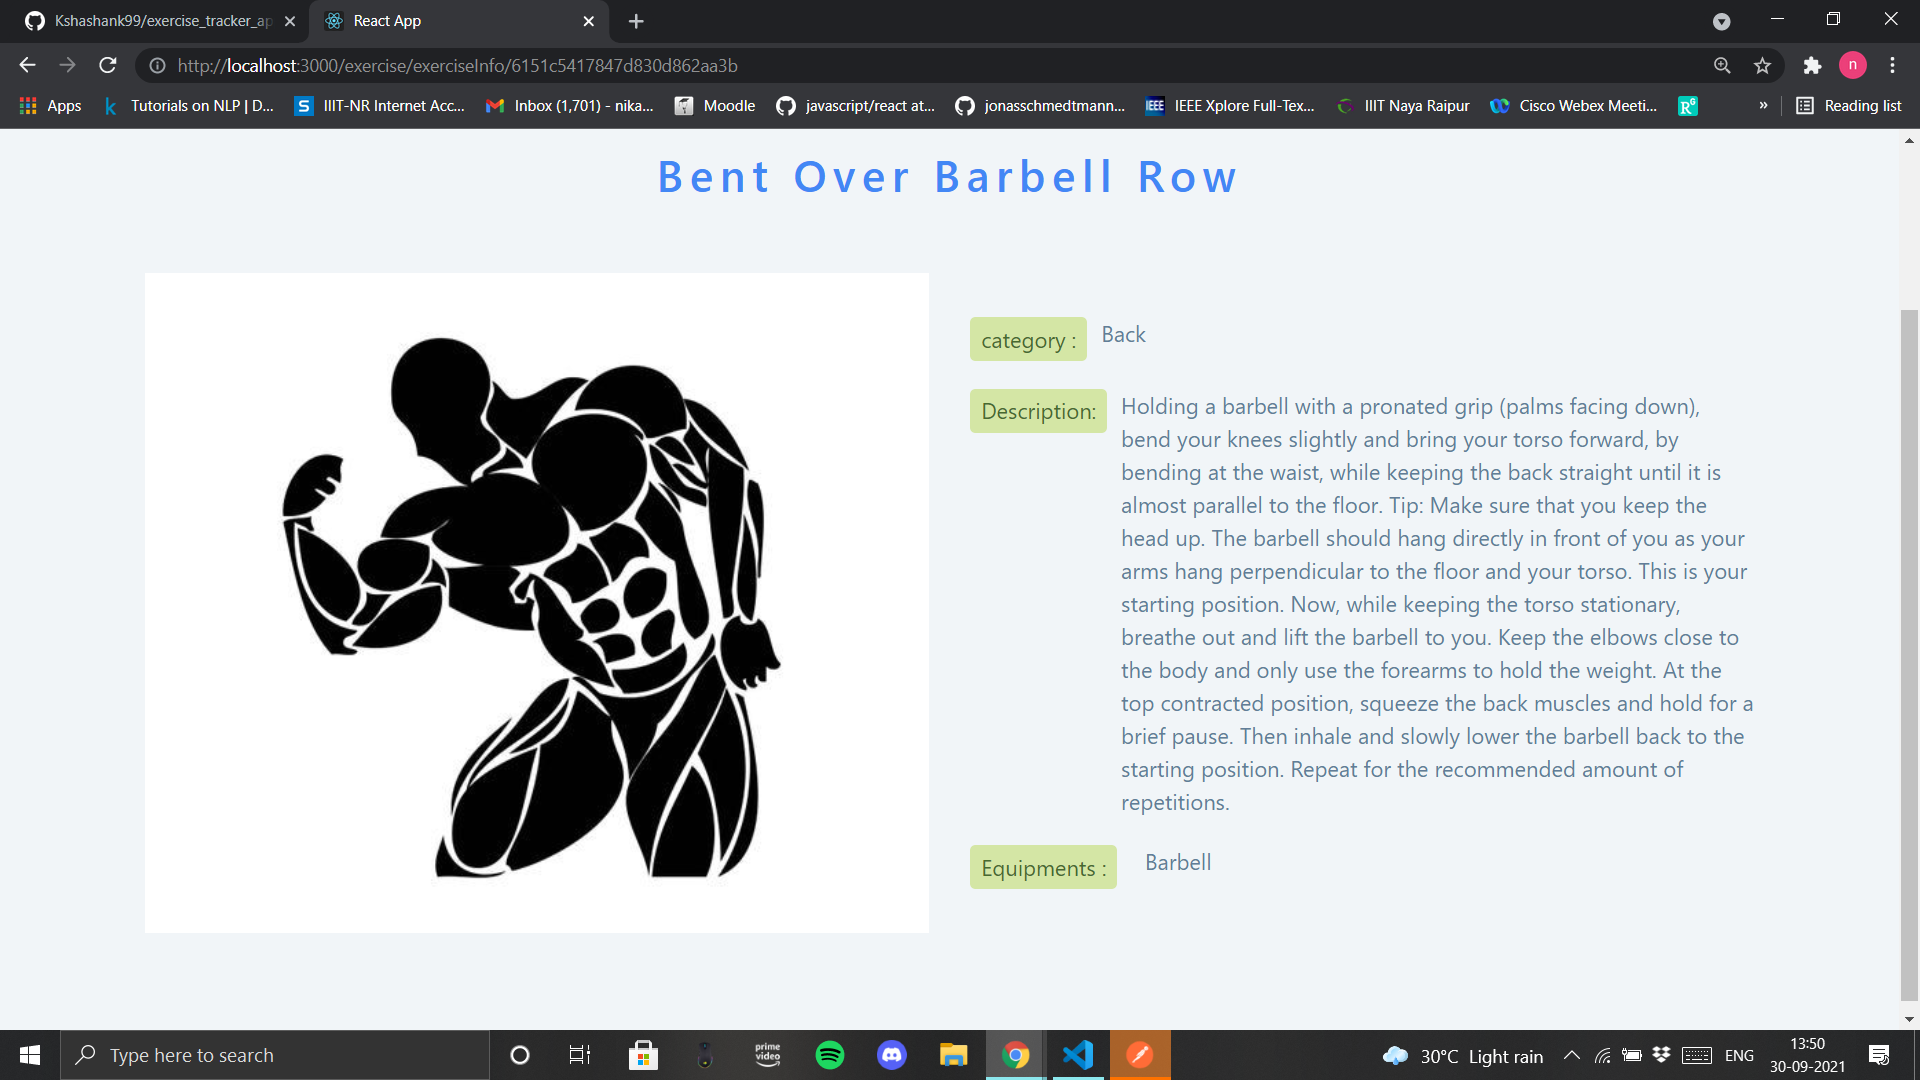 Kshashank99/exercise_tracker_ap
React App
http://localhost:3000/exercise/exerciseInfo/6151c5417847d830d862aa3b
n
Apps
Tutorials on NLP | D...
IIIT-NR Internet Acc...
Inbox (1,701) - nika...
Moodle
javascript/react at...
jonasschmedtmann...
IEEE
IEEE Xplore Full-Tex...
IIIT Naya Raipur
Cisco Webex Meeti...
»
Reading list
Bent Over Barbell Row
category :
Back
Description:
Holding a barbell with a pronated grip (palms facing down),
bend your knees slightly and bring your torso forward, by
bending at the waist, while keeping the back straight until it is
almost parallel to the floor. Tip: Make sure that you keep the
head up. The barbell should hang directly in front of you as your
arms hang perpendicular to the floor and your torso. This is your
starting position. Now, while keeping the torso stationary,
breathe out and lift the barbell to you. Keep the elbows close to
the body and only use the forearms to hold the weight. At the
top contracted position, squeeze the back muscles and hold for a
brief pause. Then inhale and slowly lower the barbell back to the
starting position. Repeat for the recommended amount of
repetitions.
Equipments :
Barbell
Type here to search
prime
video
30°C Light rain
ENG
13:50
30-09-2021